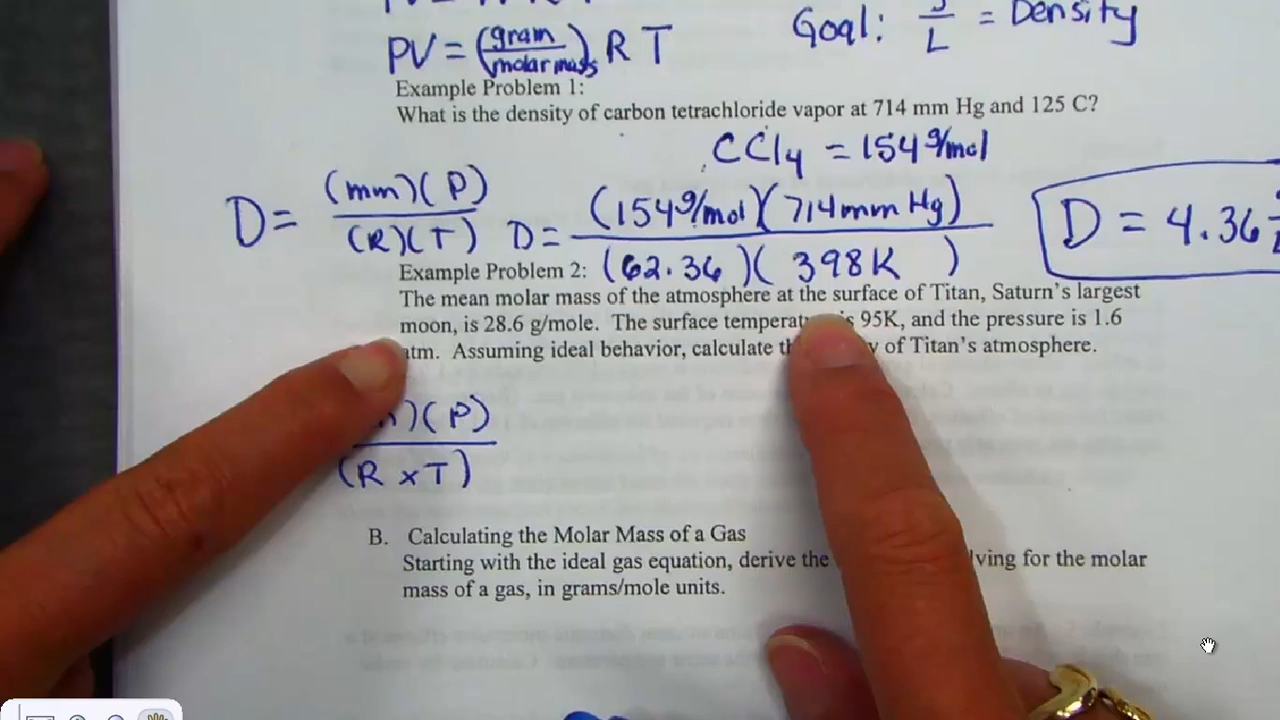 PV = (gram/molar mass) R T
Goal: g/L = Density
Example Problem 1:
What is the density of carbon tetrachloride vapor at 714 mm Hg and 125 C?
CCl4 = 154 g/mol
D = (mm)(P)/(R)(T) D = (154 g/mol)(714 mm Hg)/(62.36)(398K) D = 4.36
Example Problem 2:
The mean molar mass of the atmosphere at the surface of Titan, Saturn's largest
moon, is 28.6 g/mole. The surface temperat is 95K, and the pressure is 1.6
atm. Assuming ideal behavior, calculate th y of Titan's atmosphere.
)(P)/(R x T)
B. Calculating the Molar Mass of a Gas
Starting with the ideal gas equation, derive the lving for the molar
mass of a gas, in grams/mole units.